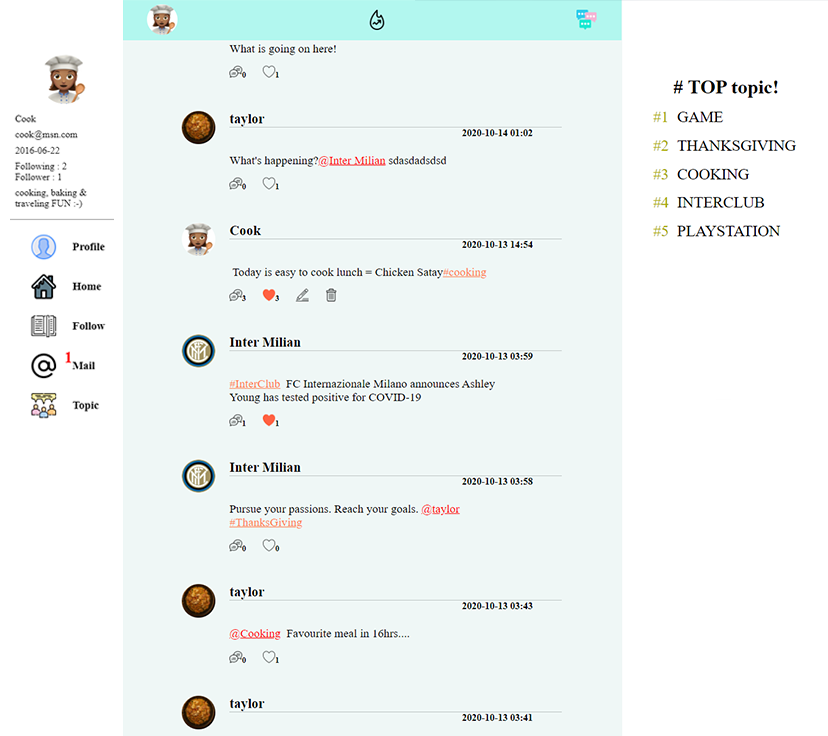 Cook
cook@msn.com
2016-06-22
Following : 2
Follower : 1
cooking, baking &
traveling FUN :-)
Profile
Home
Follow
1 Mail
Topic
What is going on here!
0 1
taylor
2020-10-14 01:02
What's happening?@Inter Milian sdasdadsdsd
0 1
Cook
2020-10-13 14:54
Today is easy to cook lunch = Chicken Satay#cooking
3 3
Inter Milian
2020-10-13 03:59
#InterClub FC Internazionale Milano announces Ashley
Young has tested positive for COVID-19
1 1
Inter Milian
2020-10-13 03:58
Pursue your passions. Reach your goals. @taylor
#ThanksGiving
0 0
taylor
2020-10-13 03:43
@Cooking Favourite meal in 16hrs....
0 1
taylor
2020-10-13 03:41
# TOP topic!
#1 GAME
#2 THANKSGIVING
#3 COOKING
#4 INTERCLUB
#5 PLAYSTATION